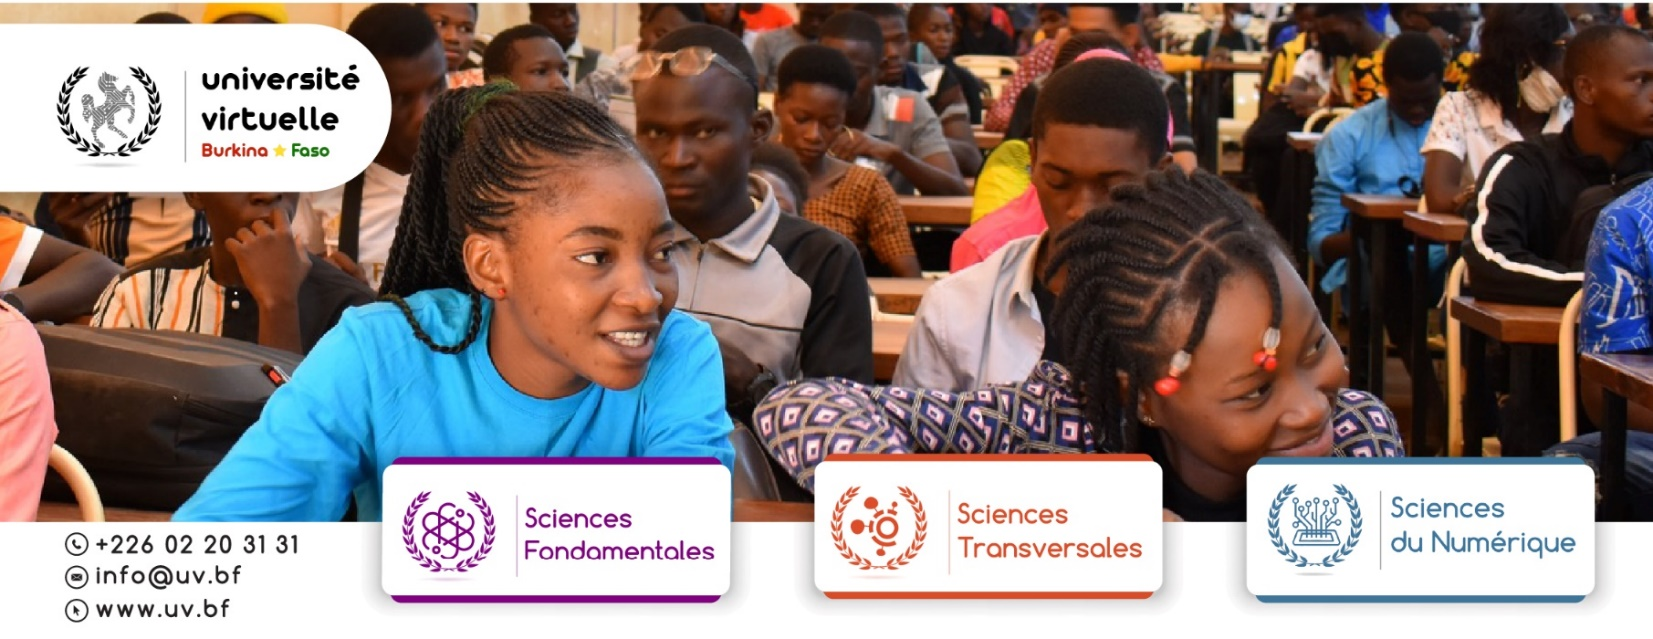 université
virtuelle
Burkina Faso
+226 02 20 31 31
info@uv.bf
www.uv.bf
Sciences
Fondamentales
Sciences
Transversales
Sciences
du Numérique